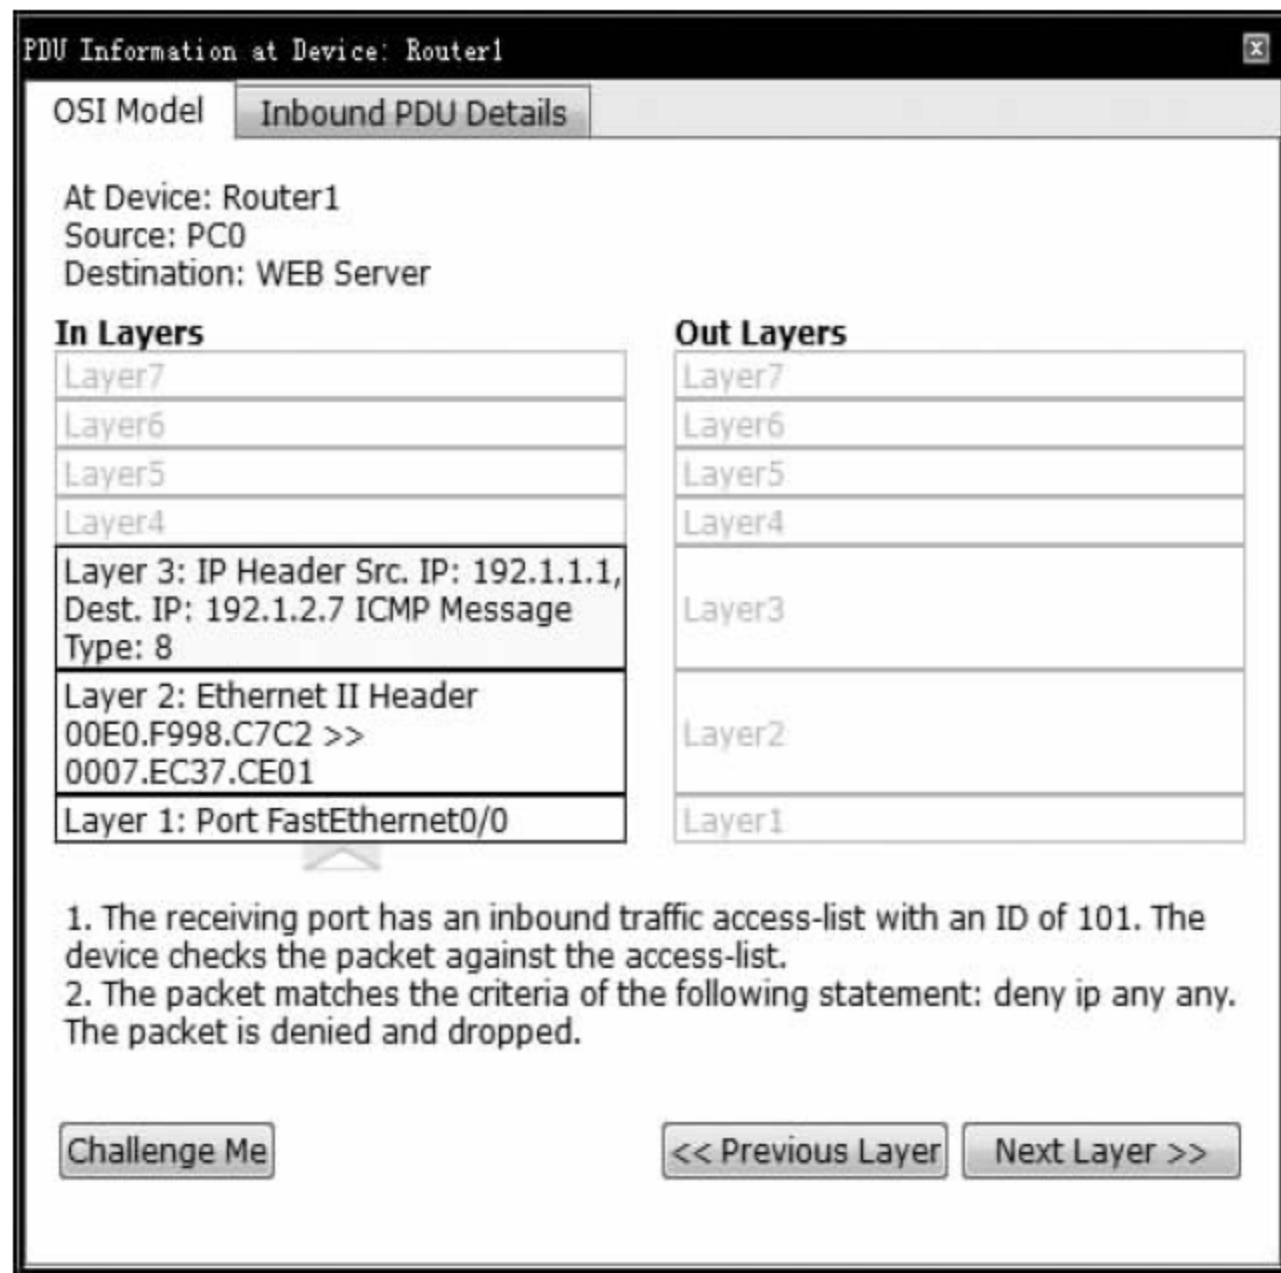 PDU Information at Device: Router1
OSI Model
Inbound PDU Details
At Device: Router1
Source: PC0
Destination: WEB Server
In Layers
Layer7
Layer6
Layer5
Layer4
Layer 3: IP Header Src. IP: 192.1.1.1,
Dest. IP: 192.1.2.7 ICMP Message
Type: 8
Layer 2: Ethernet II Header
00E0.F998.C7C2 >>
0007.EC37.CE01
Layer 1: Port FastEthernet0/0
Out Layers
Layer7
Layer6
Layer5
Layer4
Layer3
Layer2
Layer1
1. The receiving port has an inbound traffic access-list with an ID of 101. The
device checks the packet against the access-list.
2. The packet matches the criteria of the following statement: deny ip any any.
The packet is denied and dropped.
Challenge Me
<< Previous Layer
Next Layer >>